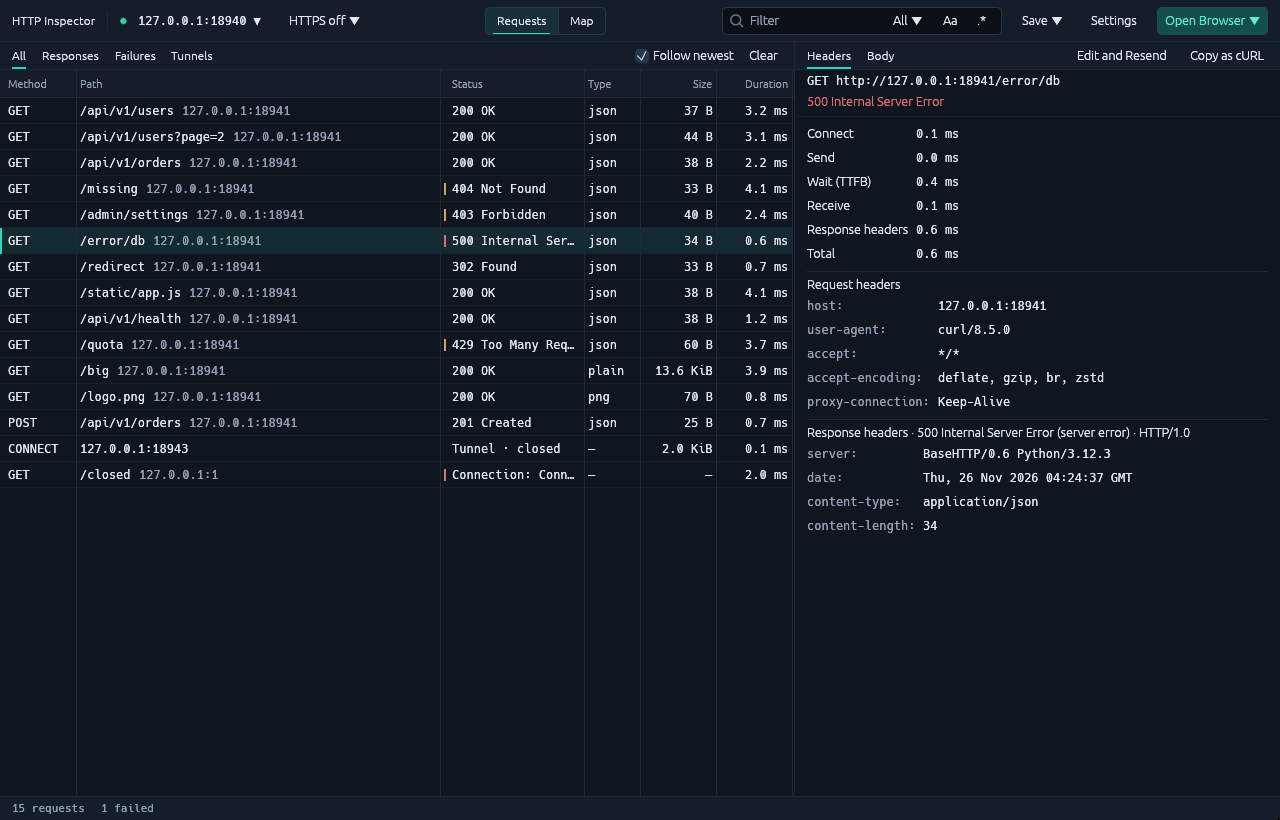 HTTP Inspector 127.0.0.1:18940 ▼ HTTPS off ▼ Requests Map Filter All ▼ Aa .* Save ▼ Settings Open Browser ▼
All Responses Failures Tunnels Follow newest Clear Headers Body Edit and Resend Copy as cURL
Method Path Status Type Size Duration
GET /api/v1/users 127.0.0.1:18941 200 OK json 37 B 3.2 ms
GET /api/v1/users?page=2 127.0.0.1:18941 200 OK json 44 B 3.1 ms
GET /api/v1/orders 127.0.0.1:18941 200 OK json 38 B 2.2 ms
GET /missing 127.0.0.1:18941 404 Not Found json 33 B 4.1 ms
GET /admin/settings 127.0.0.1:18941 403 Forbidden json 40 B 2.4 ms
GET /error/db 127.0.0.1:18941 500 Internal Ser… json 34 B 0.6 ms
GET /redirect 127.0.0.1:18941 302 Found json 33 B 0.7 ms
GET /static/app.js 127.0.0.1:18941 200 OK json 38 B 4.1 ms
GET /api/v1/health 127.0.0.1:18941 200 OK json 38 B 1.2 ms
GET /quota 127.0.0.1:18941 429 Too Many Req… json 60 B 3.7 ms
GET /big 127.0.0.1:18941 200 OK plain 13.6 KiB 3.9 ms
GET /logo.png 127.0.0.1:18941 200 OK png 70 B 0.8 ms
POST /api/v1/orders 127.0.0.1:18941 201 Created json 25 B 0.7 ms
CONNECT 127.0.0.1:18943 Tunnel · closed — 2.0 KiB 0.1 ms
GET /closed 127.0.0.1:1 Connection: Conn… — — 2.0 ms
GET http://127.0.0.1:18941/error/db
500 Internal Server Error
Connect 0.1 ms
Send 0.0 ms
Wait (TTFB) 0.4 ms
Receive 0.1 ms
Response headers 0.6 ms
Total 0.6 ms
Request headers
host: 127.0.0.1:18941
user-agent: curl/8.5.0
accept: */*
accept-encoding: deflate, gzip, br, zstd
proxy-connection: Keep-Alive
Response headers · 500 Internal Server Error (server error) · HTTP/1.0
server: BaseHTTP/0.6 Python/3.12.3
date: Thu, 26 Nov 2026 04:24:37 GMT
content-type: application/json
content-length: 34
15 requests 1 failed